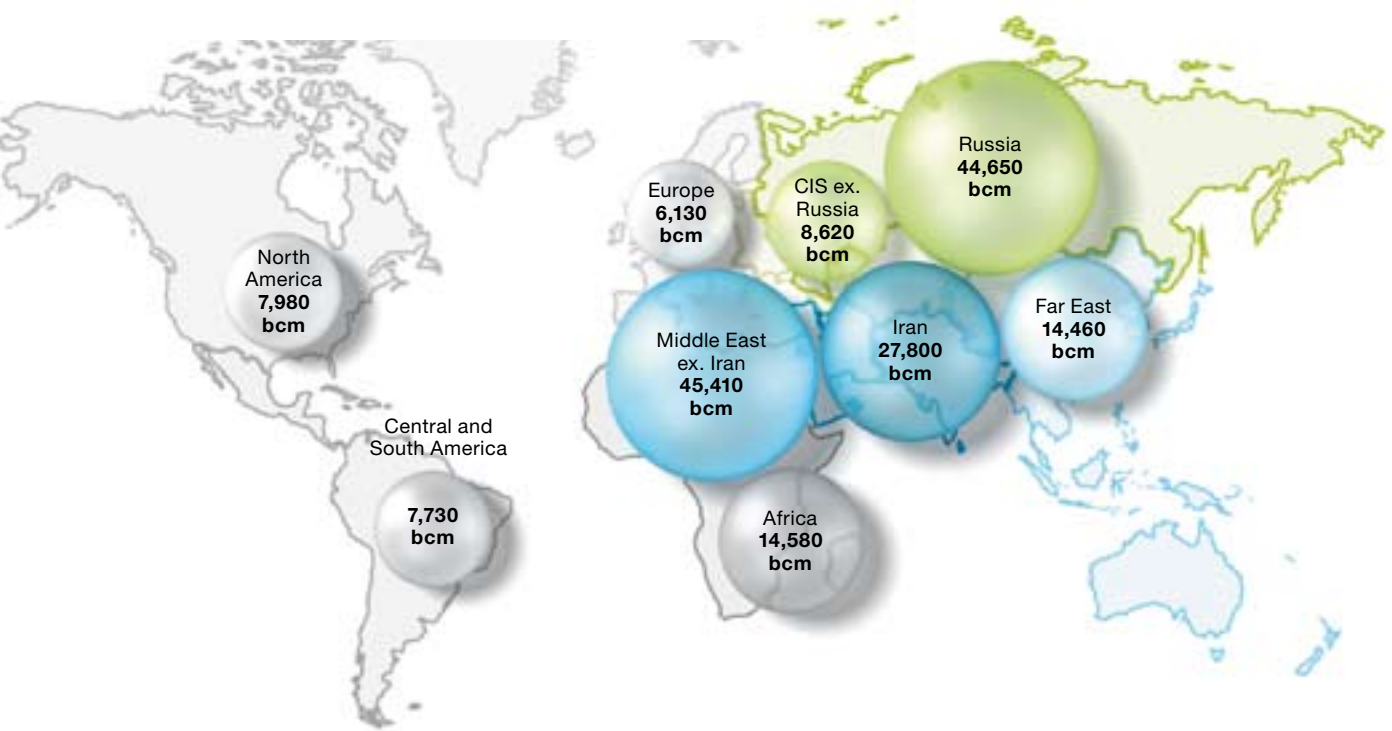 Russia
44,650
bcm
Europe
6,130
bcm
CIS ex.
Russia
8,620
bcm
North
America
7,980
bcm
Far East
14,460
bcm
Iran
27,800
bcm
Middle East
ex. Iran
45,410
bcm
Central and
South America
7,730
bcm
Africa
14,580
bcm